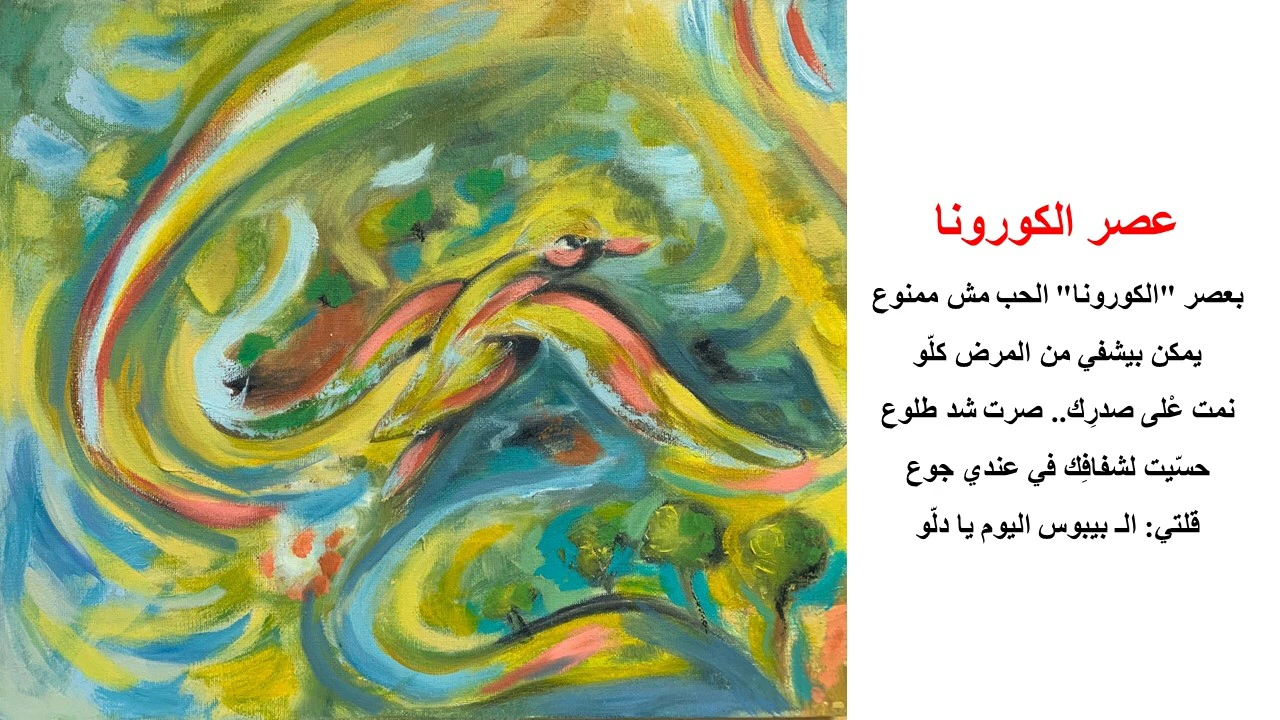 عصر الكورونا
بعصر "الكورونا" الحب مش ممنوع
يمكن بيشفي من المرض كلّو
نمت عْلى صدرِك.. صرت شد طلوع
حسّيت لشفافِك في عندي جوع
قلتي: الـ بيبوس اليوم يا دلّو